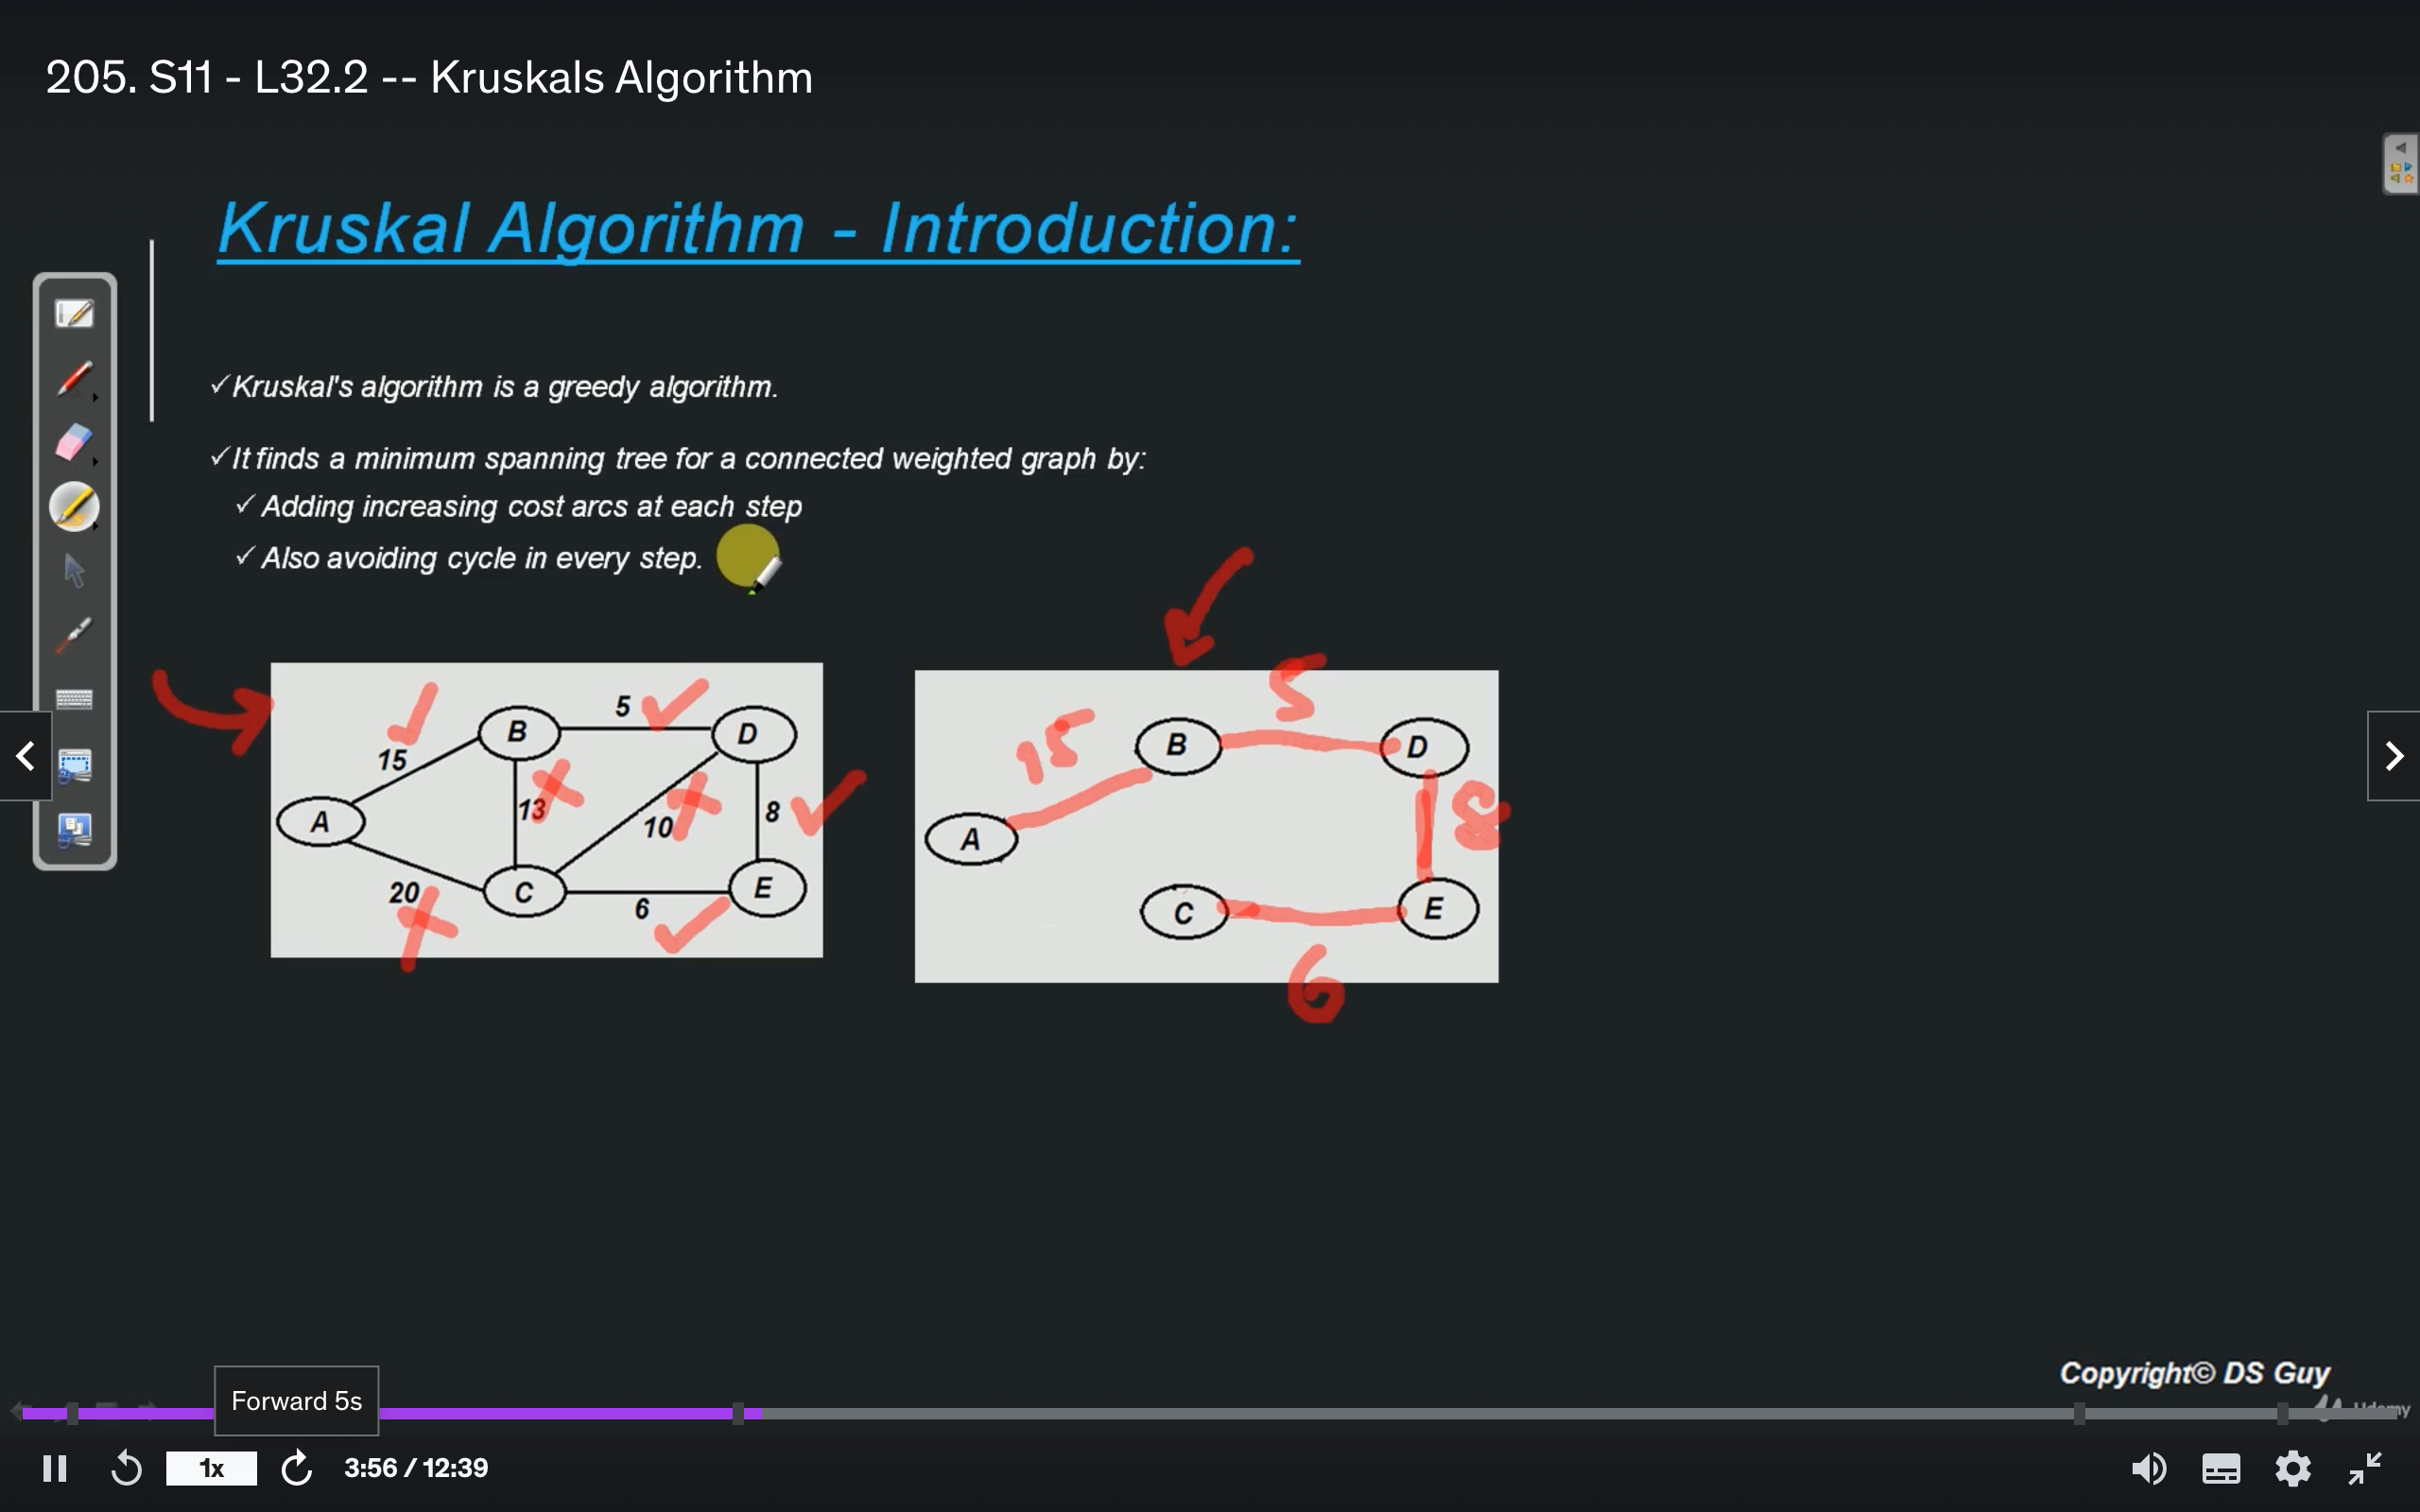 205. S11 - L32.2 -- Kruskals Algorithm
Kruskal Algorithm - Introduction:
✓Kruskal's algorithm is a greedy algorithm.
✓It finds a minimum spanning tree for a connected weighted graph by:
✓ Adding increasing cost arcs at each step
✓ Also avoiding cycle in every step.
5
B
D
15
13
10
8
A
20
C
E
6
5
15
B
D
8
A
C
E
6
Copyright© DS Guy
Udemy
Forward 5s
1x
3:56 / 12:39